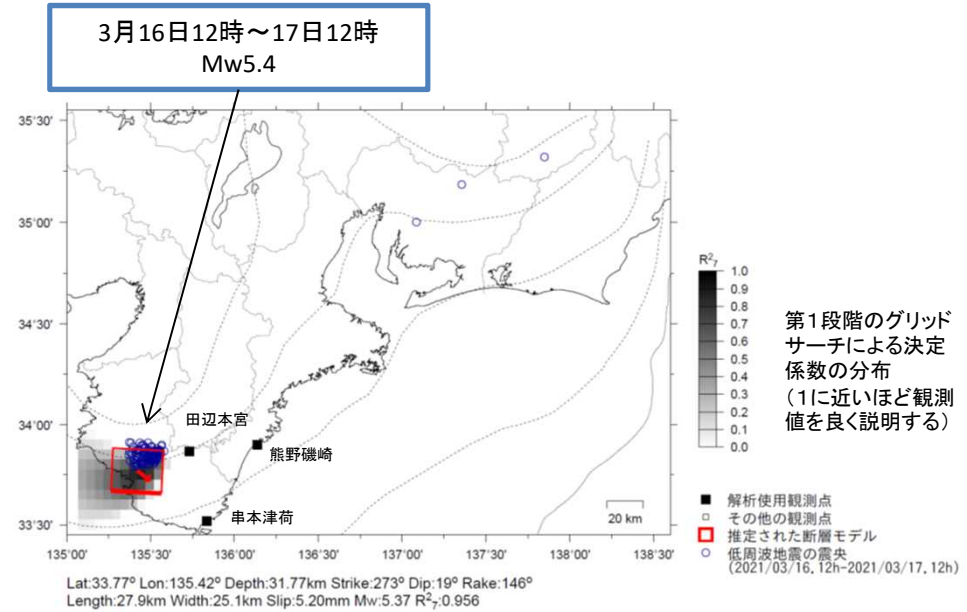 3月16日12時～17日12時
Mw5.4
35°30'
35°00'
34°30'
34°00'
33°30'
135°00'
135°30'
136°00'
136°30'
137°00'
137°30'
138°00'
138°30'
田辺本宮
熊野磯崎
串本津荷
20 km
R²₇
1.0
0.9
0.8
0.7
0.6
0.5
0.4
0.3
0.2
0.1
0.0
第1段階のグリッド
サーチによる決定
係数の分布
(1に近いほど観測
値を良く説明する)
解析使用観測点
その他の観測点
推定された断層モデル
低周波地震の震央
(2021/03/16,12h-2021/03/17,12h)
Lat:33.77° Lon:135.42° Depth:31.77km Strike:273° Dip:19° Rake:146°
Length:27.9km Width:25.1km Slip:5.20mm Mw:5.37 R²₇:0.956